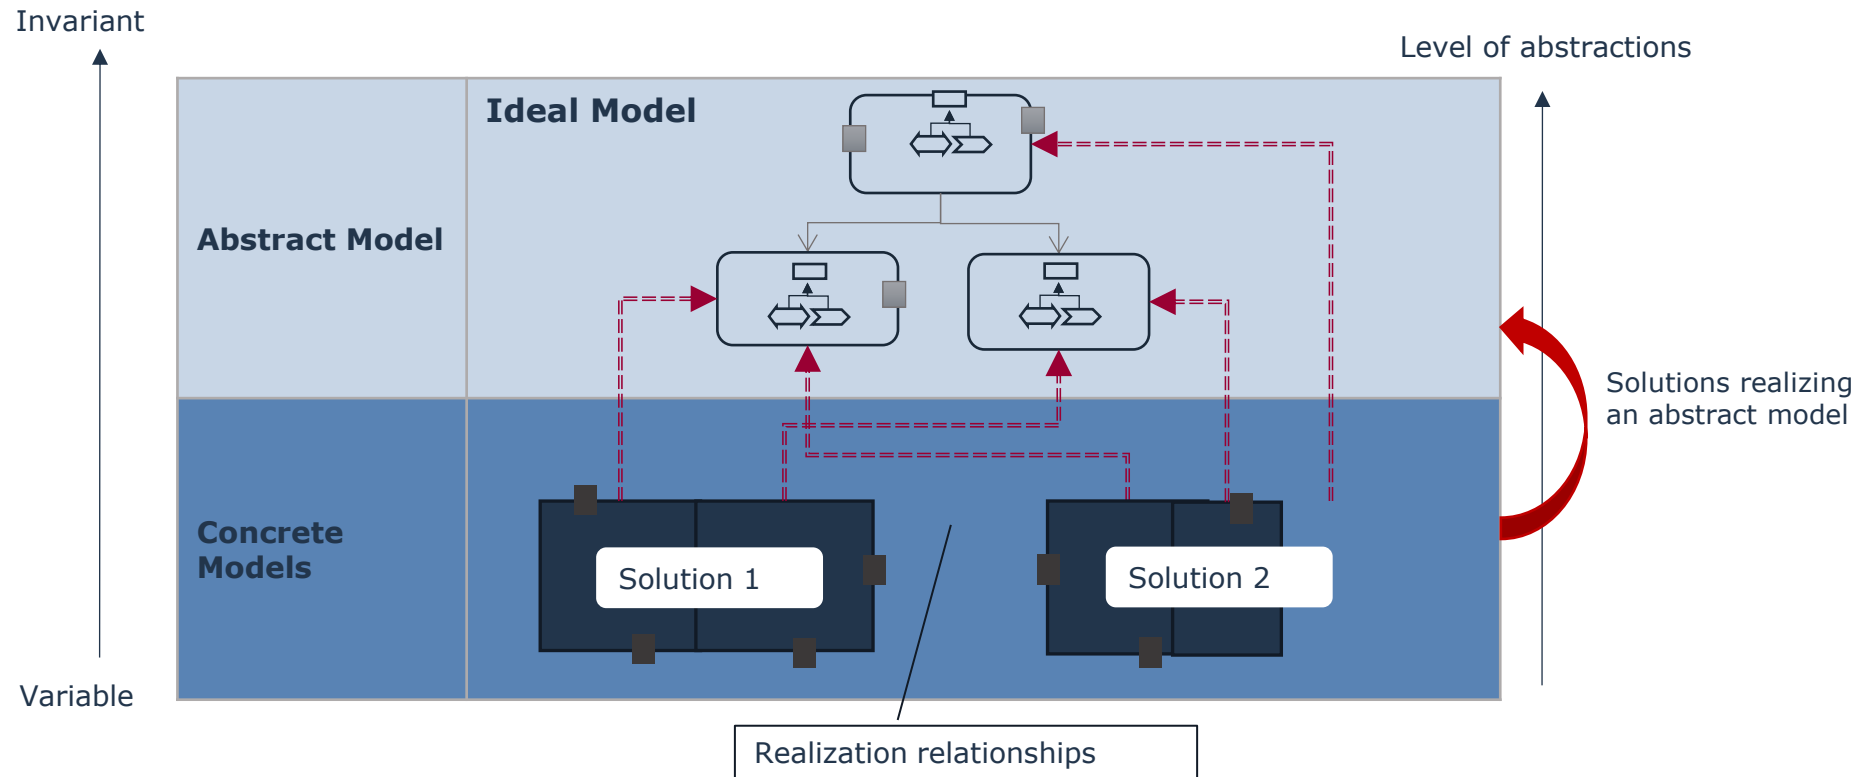 Invariant
Level of abstractions
Ideal Model
Abstract Model
Solutions realizing
an abstract model
Concrete
Models
Solution 1
Solution 2
Variable
Realization relationships